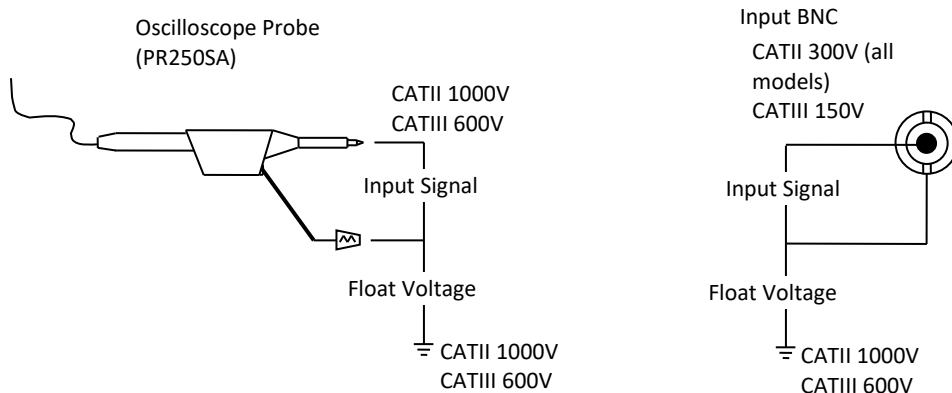 Oscilloscope Probe
(PR250SA)
CATII 1000V
CATIII 600V
Input Signal
Float Voltage
CATII 1000V
CATIII 600V
Input BNC
CATII 300V (all
models)
CATIII 150V
Input Signal
Float Voltage
CATII 1000V
CATIII 600V